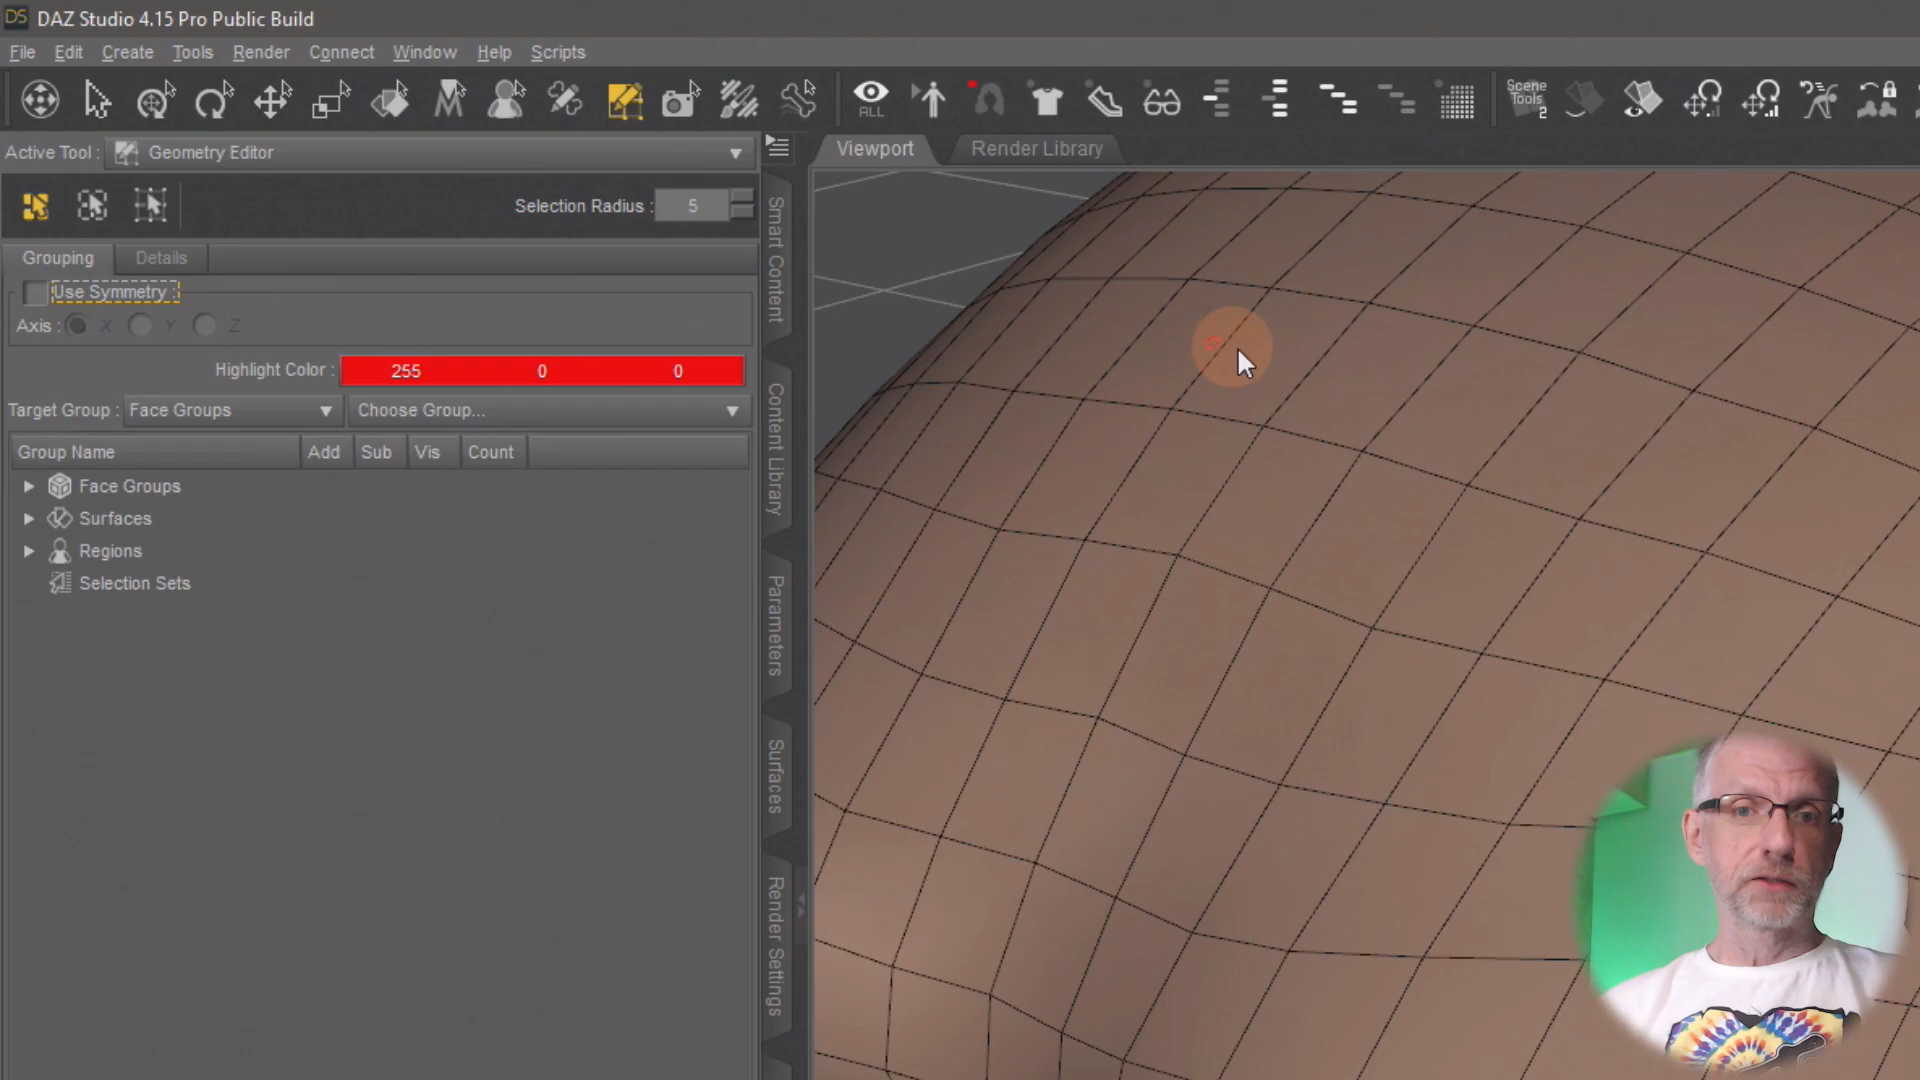 DS DAZ Studio 4.15 Pro Public Build
File Edit Create Tools Render Connect Window Help Scripts
ALL
Scene
Tools
2
Active Tool : Geometry Editor
Viewport Render Library
Selection Radius : 5
Grouping Details
Use Symmetry :
Axis : X Y Z
Highlight Color : 255 0 0
Target Group : Face Groups Choose Group...
Group Name Add Sub Vis Count
Face Groups
Surfaces
Regions
Selection Sets
Smart Content
Content Library
Parameters
Surfaces
Render Settings